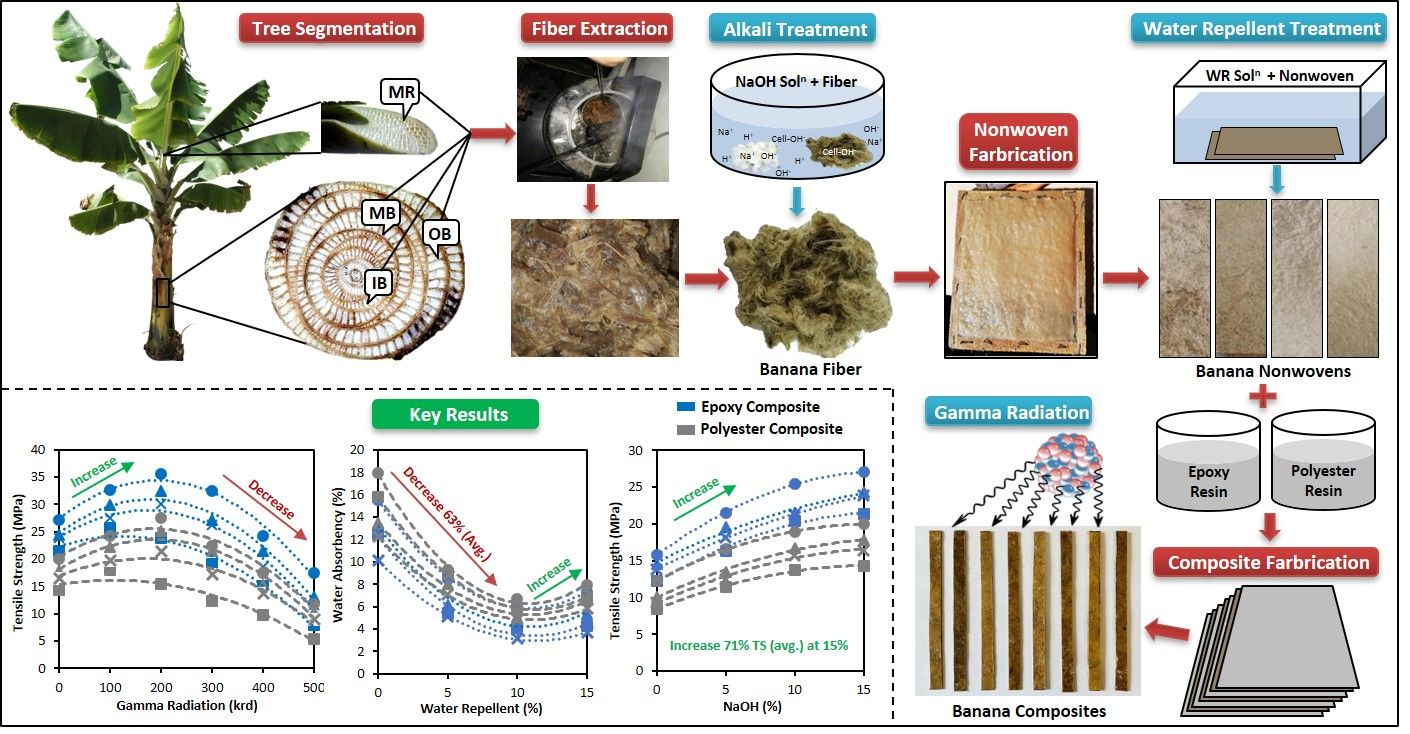 Tree Segmentation
Fiber Extraction
Alkali Treatment
Water Repellent Treatment
MR
MB
OB
IB
NaOH Solⁿ + Fiber
Na⁺
H⁺
Cell-OH⁻
OH⁻
Na⁺
Na⁺
OH⁻
Cell-OH⁻
H⁺
H⁺
OH⁻
Nonwoven
Farbrication
WR Solⁿ + Nonwoven
Banana Fiber
Banana Nonwovens
+
Epoxy
Resin
Polyester
Resin
Composite Farbrication
Gamma Radiation
Banana Composites
Key Results
Epoxy Composite
Polyester Composite
Tensile Strength (MPa)
40
35
30
25
20
15
10
5
0
Increase
Decrease
0 100 200 300 400 500
Gamma Radiation (krd)
Water Absorbency (%)
20
18
16
14
12
10
8
6
4
2
0
Decrease 63% (Avg.)
Increase
0 5 10 15
Water Repellent (%)
Tensile Strength (MPa)
30
25
20
15
10
5
0
Increase
Increase 71% TS (avg.) at 15%
0 5 10 15
NaOH (%)